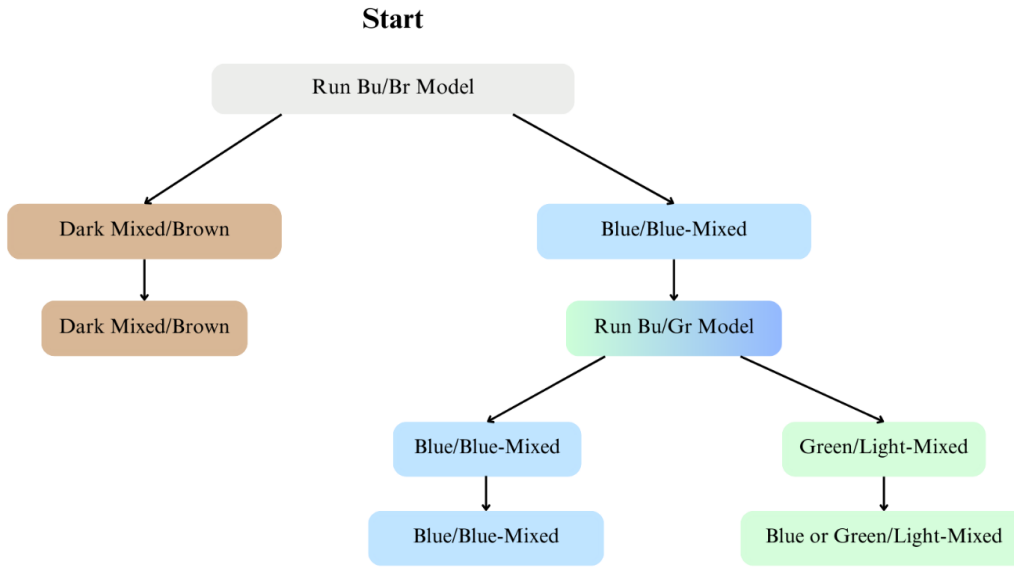 Start
Run Bu/Br Model
Dark Mixed/Brown
Blue/Blue-Mixed
Dark Mixed/Brown
Run Bu/Gr Model
Blue/Blue-Mixed
Green/Light-Mixed
Blue/Blue-Mixed
Blue or Green/Light-Mixed